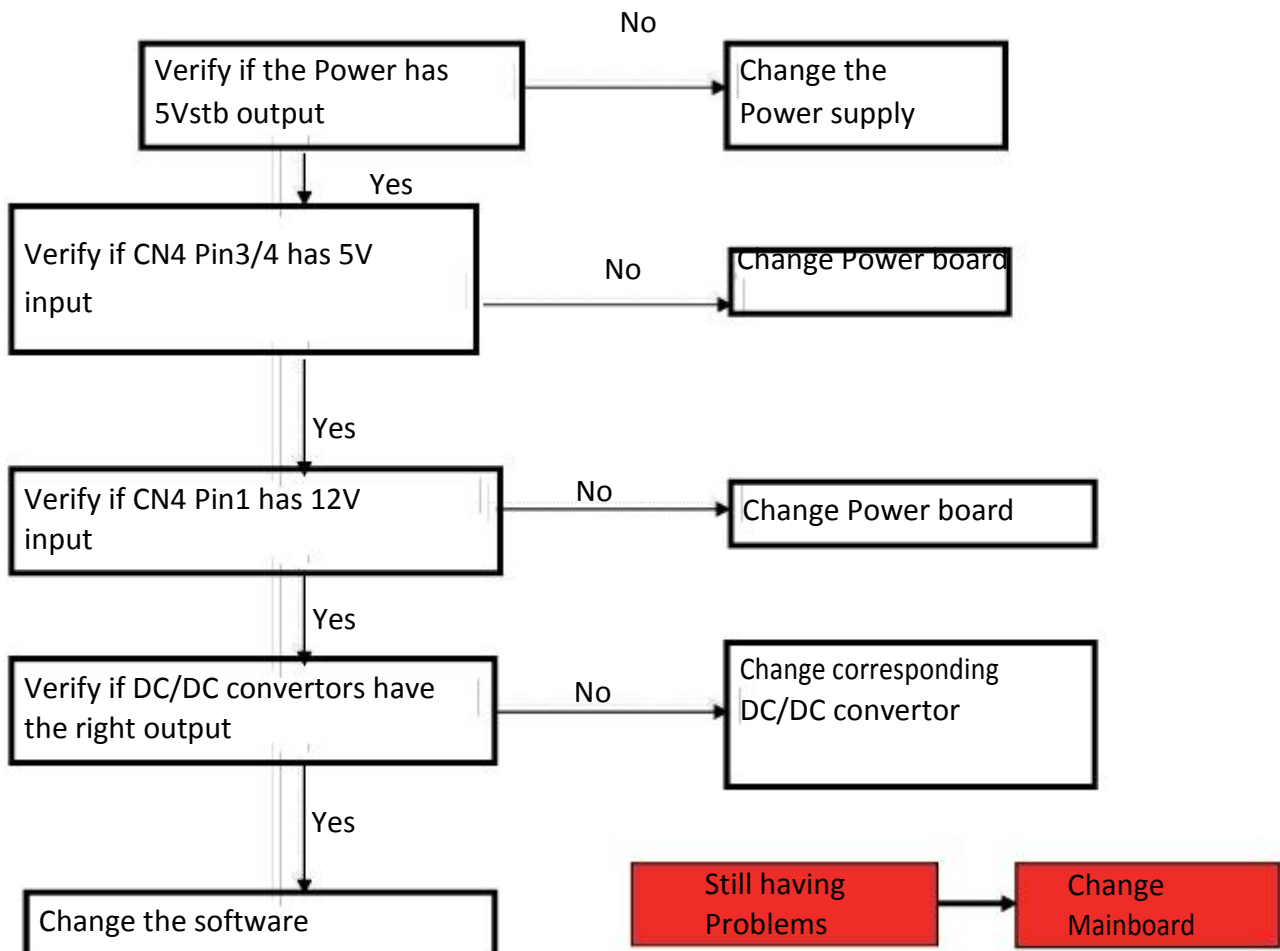 No
Verify if the Power has
5Vstb output
Change the
Power supply
Yes
Verify if CN4 Pin3/4 has 5V
input
No
Change Power board
Yes
Verify if CN4 Pin1 has 12V
input
No
Change Power board
Yes
Verify if DC/DC convertors have
the right output
No
Change corresponding
DC/DC convertor
Yes
Change the software
Still having
Problems
Change
Mainboard